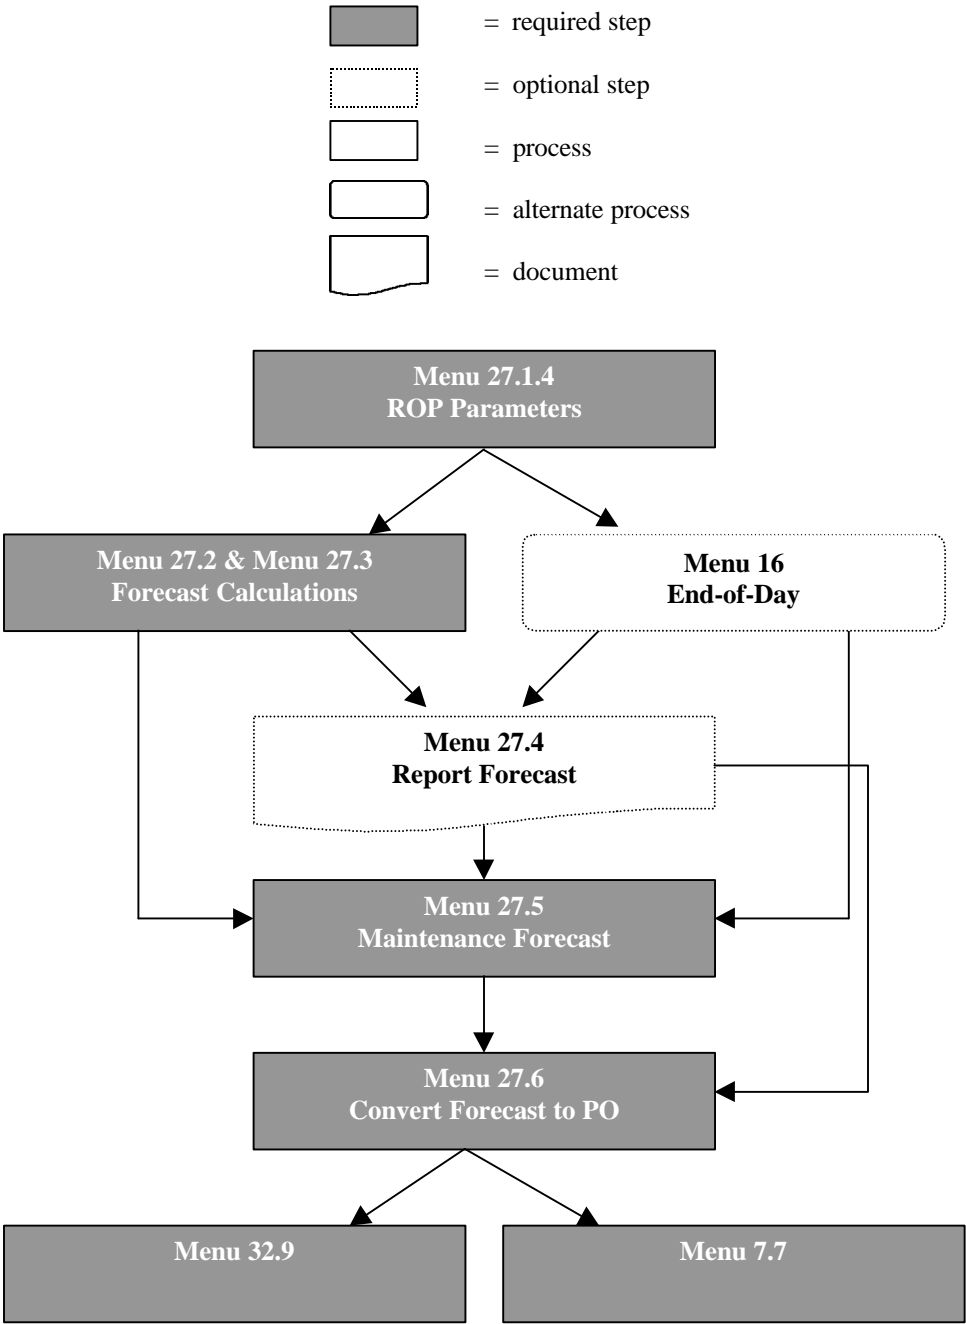 = required step
= optional step
= process
= alternate process
= document
Menu 27.1.4
ROP Parameters
Menu 27.2 & Menu 27.3
Forecast Calculations
Menu 16
End-of-Day
Menu 27.4
Report Forecast
Menu 27.5
Maintenance Forecast
Menu 27.6
Convert Forecast to PO
Menu 32.9
Menu 7.7